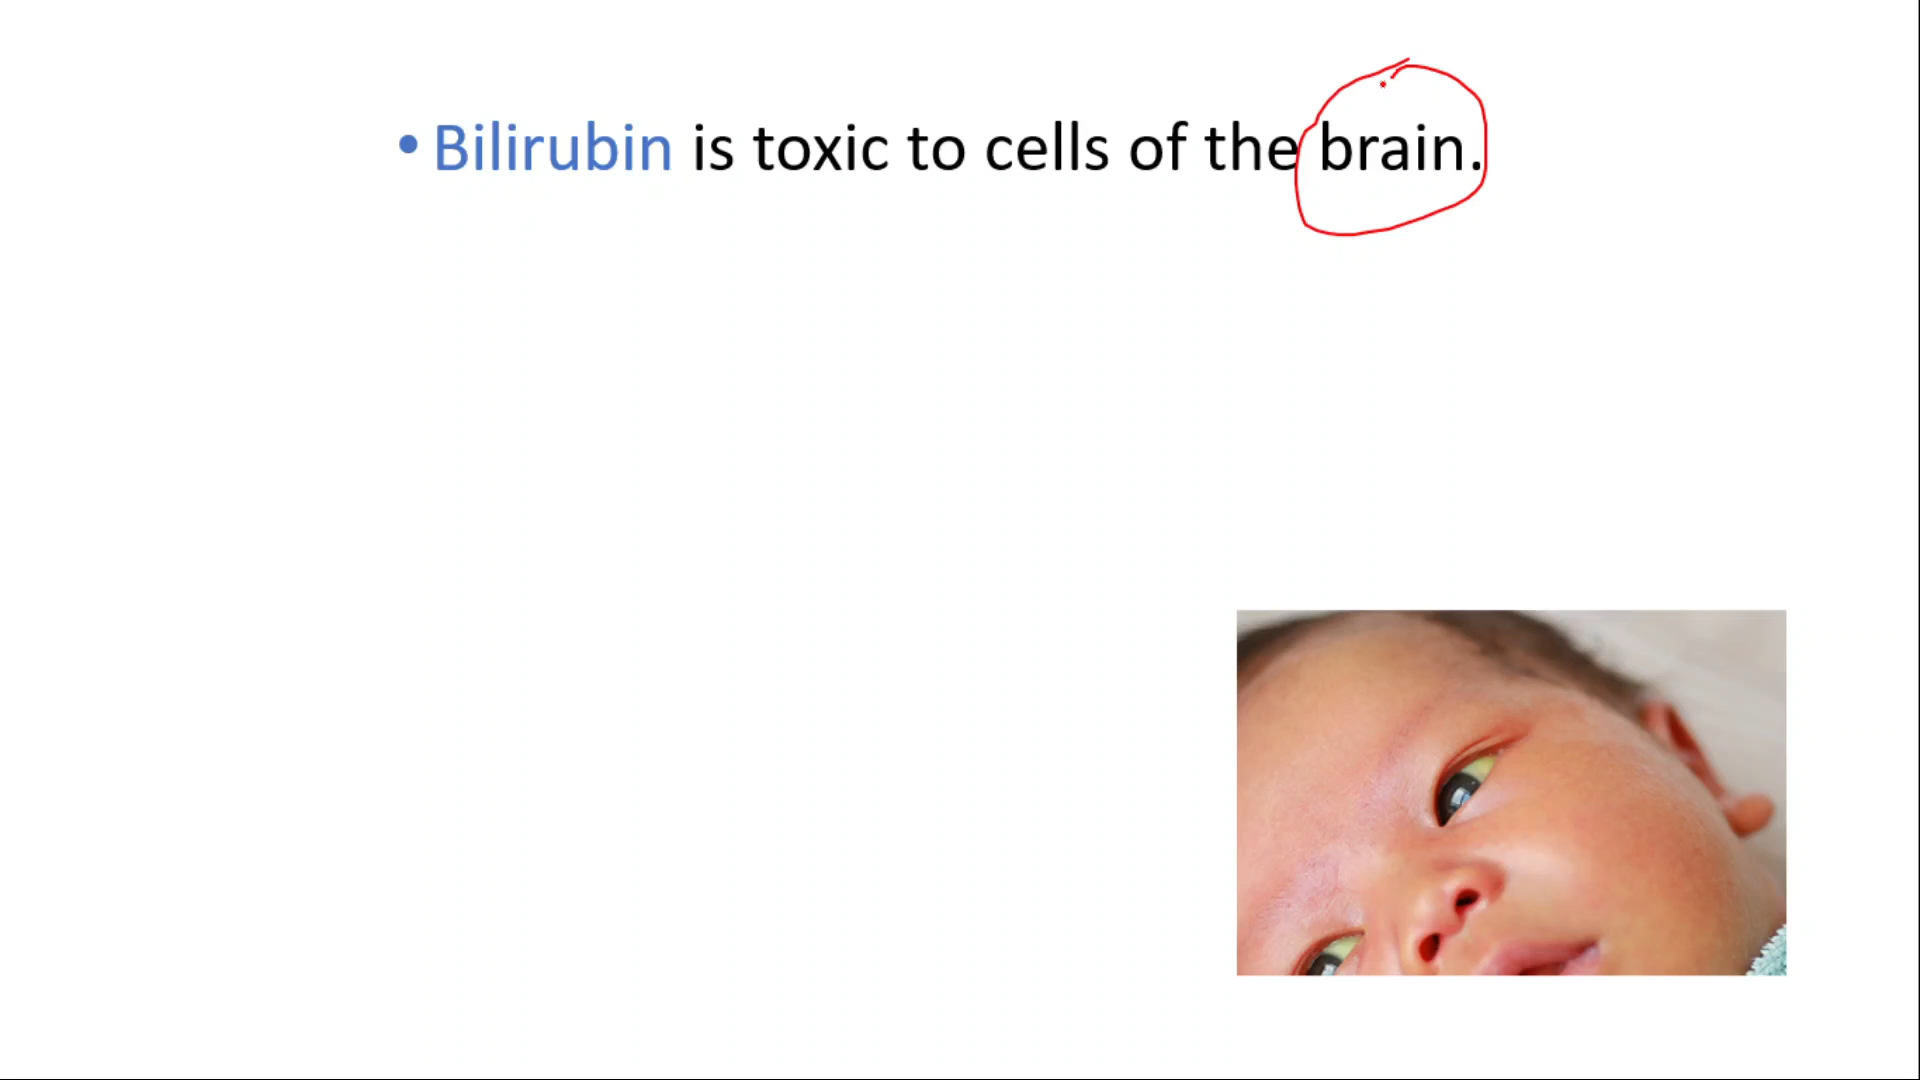 • Bilirubin is toxic to cells of the brain.